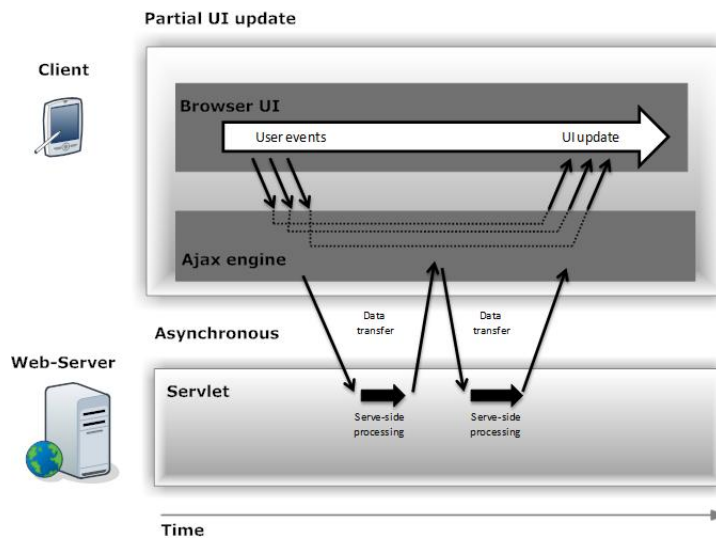 Partial UI update
Client
Browser UI
User events
UI update
Ajax engine
Data
transfer
Data
transfer
Asynchronous
Web-Server
Servlet
Serve-side
processing
Serve-side
processing
Time